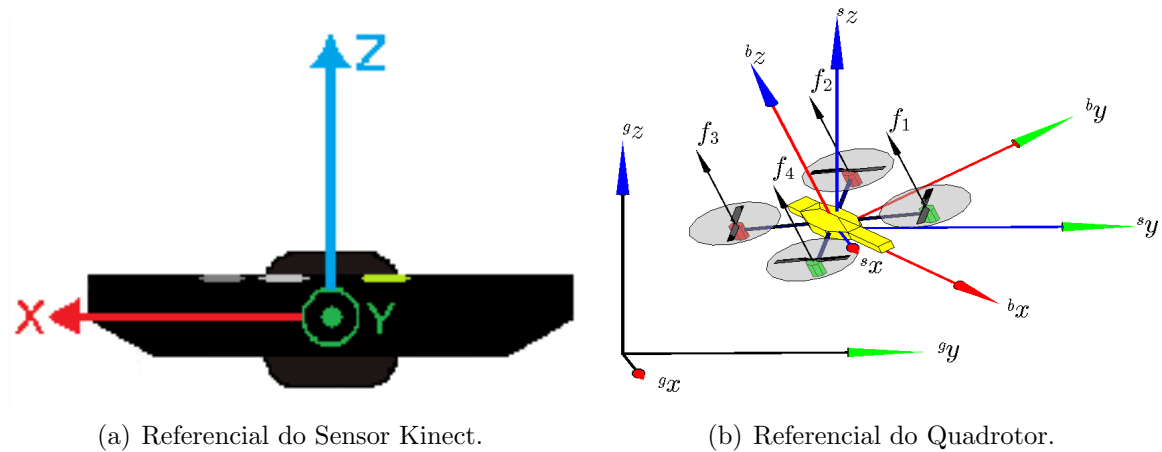 Z
X
Y
ˢz
ᵇz
f₂
ᵇy
f₁
ᵍz
f₃
f₄
ˢy
ˢx
ᵇx
ᵍy
ᵍx
(a) Referencial do Sensor Kinect.
(b) Referencial do Quadrotor.